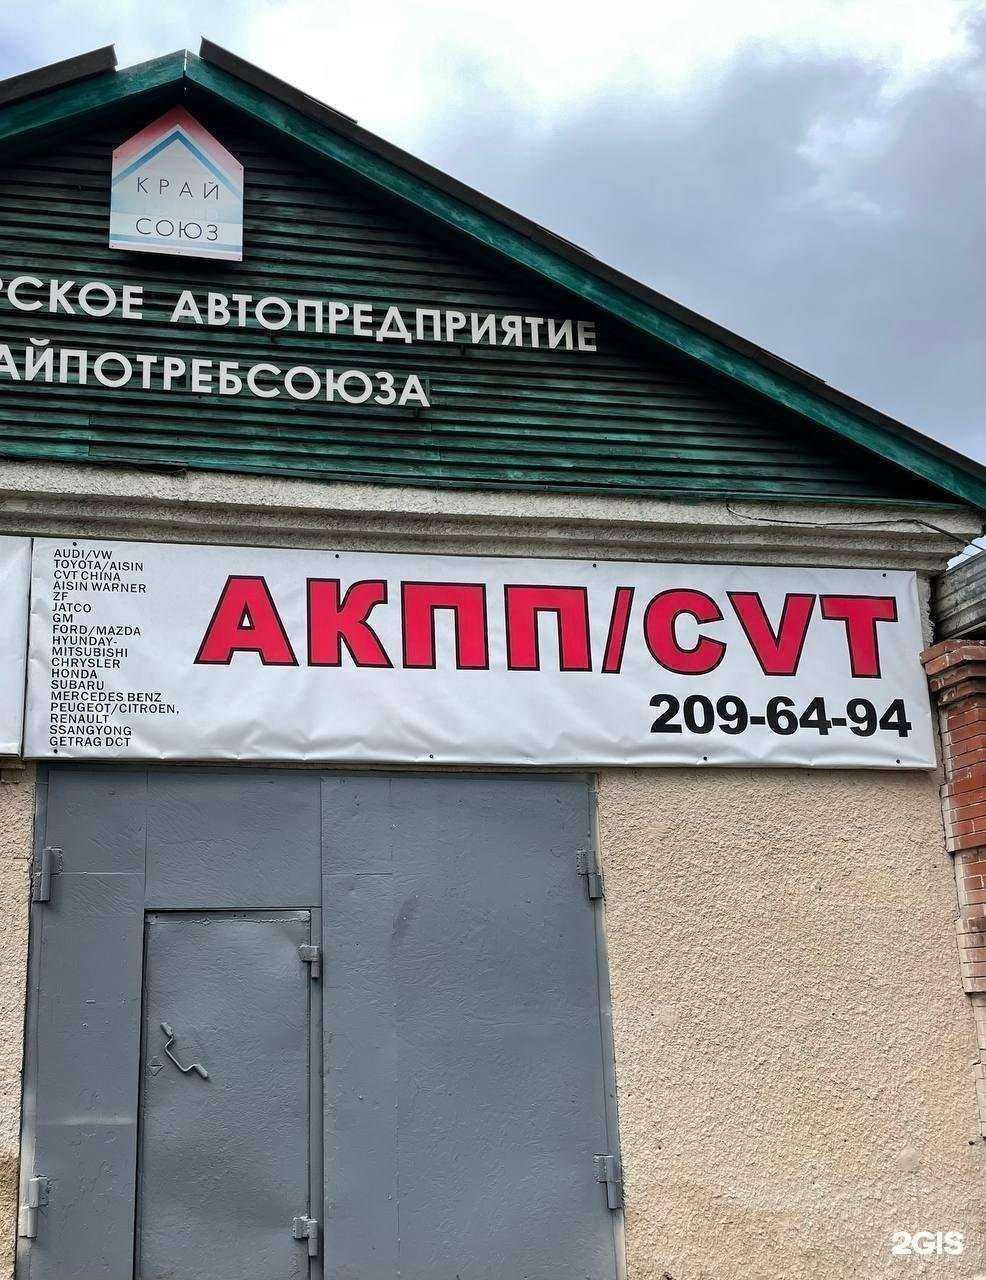 КРАЙ
СОЮЗ
РСКОЕ АВТОПРЕДПРИЯТИЕ
АЙПОТРЕБСОЮЗА
AUDI/VW
TOYOTA/AISIN
CVT CHINA
AISIN WARNER
ZF
JATCO
GM
FORD/MAZDA
HYUNDAY-
MITSUBISHI
CHRYSLER
HONDA
SUBARU
MERCEDES BENZ
PEUGEOT/CITROEN,
RENAULT
SSANGYONG
GETRAG DCT
АКПП/CVT
209-64-94
2GIS